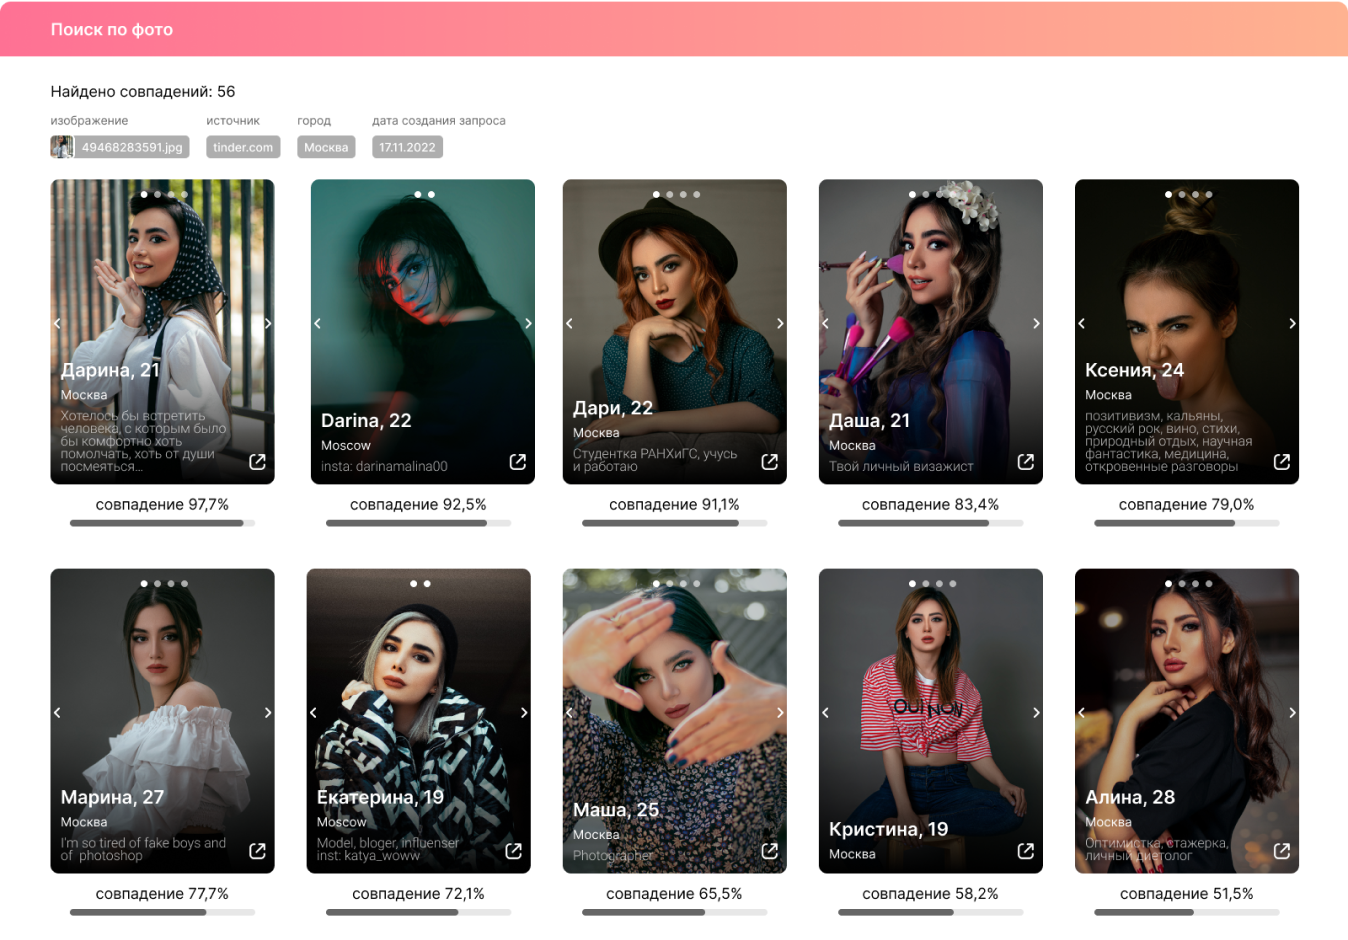 Поиск по фото
Найдено совпадений: 56
изображение источник город дата создания запроса
49468283591.jpg tinder.com Москва 17.11.2022
Дарина, 21
Москва
Хотелось бы встретить
человека, с которым было
бы комфортно хоть
помолчать, хоть от души
посмеяться...
совпадение 97,7%
Darina, 22
Moscow
insta: darinamalina00
совпадение 92,5%
Дари, 22
Москва
Студентка РАНХиГС, учусь
и работаю
совпадение 91,1%
Даша, 21
Москва
Твой личный визажист
совпадение 83,4%
Ксения, 24
Москва
позитивизм, кальяны,
русский рок, вино, стихи,
природный отдых, научная
фантастика, медицина,
откровенные разговоры
совпадение 79,0%
Марина, 27
Москва
I'm so tired of fake boys and
of photoshop
совпадение 77,7%
Екатерина, 19
Moscow
Model, bloger, influenser
inst: katya_woww
совпадение 72,1%
Маша, 25
Москва
Photographer
совпадение 65,5%
OUI NON
Кристина, 19
Москва
совпадение 58,2%
Алина, 28
Москва
Оптимистка, стажерка,
личный диетолог
совпадение 51,5%